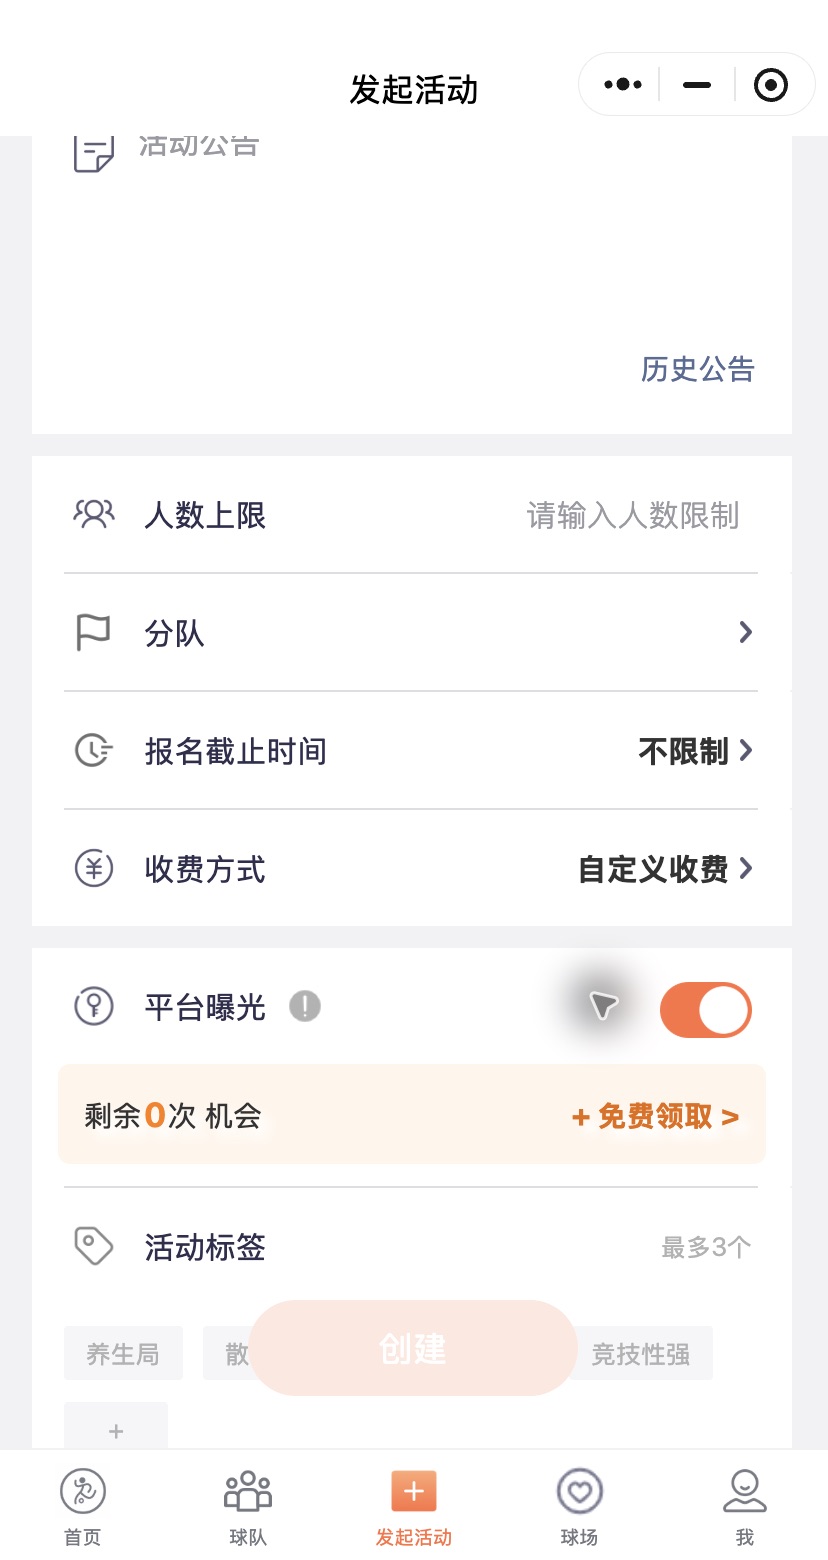 发起活动
活动公告
历史公告
人数上限 请输入人数限制
分队
报名截止时间 不限制
收费方式 自定义收费
平台曝光
剩余0次 机会 + 免费领取 >
活动标签 最多3个
养生局 散 创建 竞技性强
+
首页 球队 发起活动 球场 我